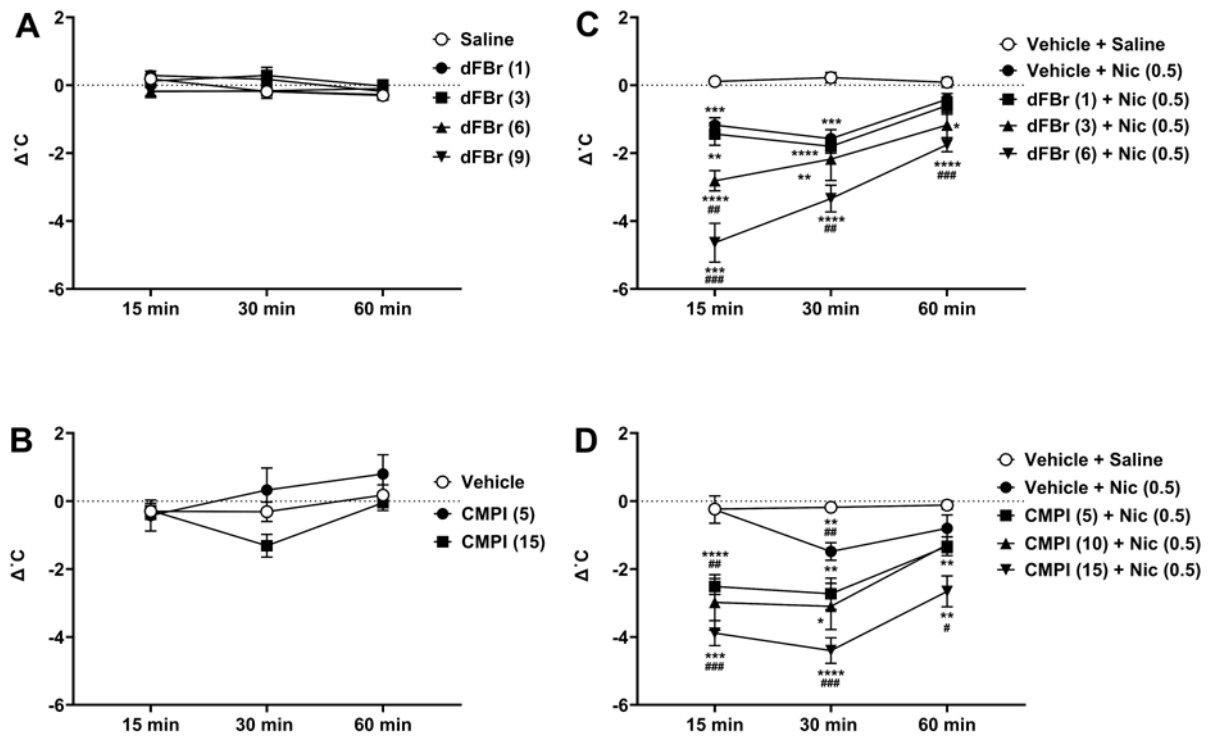 A
2
0
-2
-4
-6
Δ°C
15 min 30 min 60 min
Saline
dFBr (1)
dFBr (3)
dFBr (6)
dFBr (9)
C
2
0
-2
-4
-6
Δ°C
***
**
****
##
***
###
***
****
**
****
##
*
****
###
15 min 30 min 60 min
Vehicle + Saline
Vehicle + Nic (0.5)
dFBr (1) + Nic (0.5)
dFBr (3) + Nic (0.5)
dFBr (6) + Nic (0.5)
B
2
0
-2
-4
-6
Δ°C
15 min 30 min 60 min
Vehicle
CMPI (5)
CMPI (15)
D
2
0
-2
-4
-6
Δ°C
****
##
***
###
**
##
**
*
****
###
**
**
#
15 min 30 min 60 min
Vehicle + Saline
Vehicle + Nic (0.5)
CMPI (5) + Nic (0.5)
CMPI (10) + Nic (0.5)
CMPI (15) + Nic (0.5)